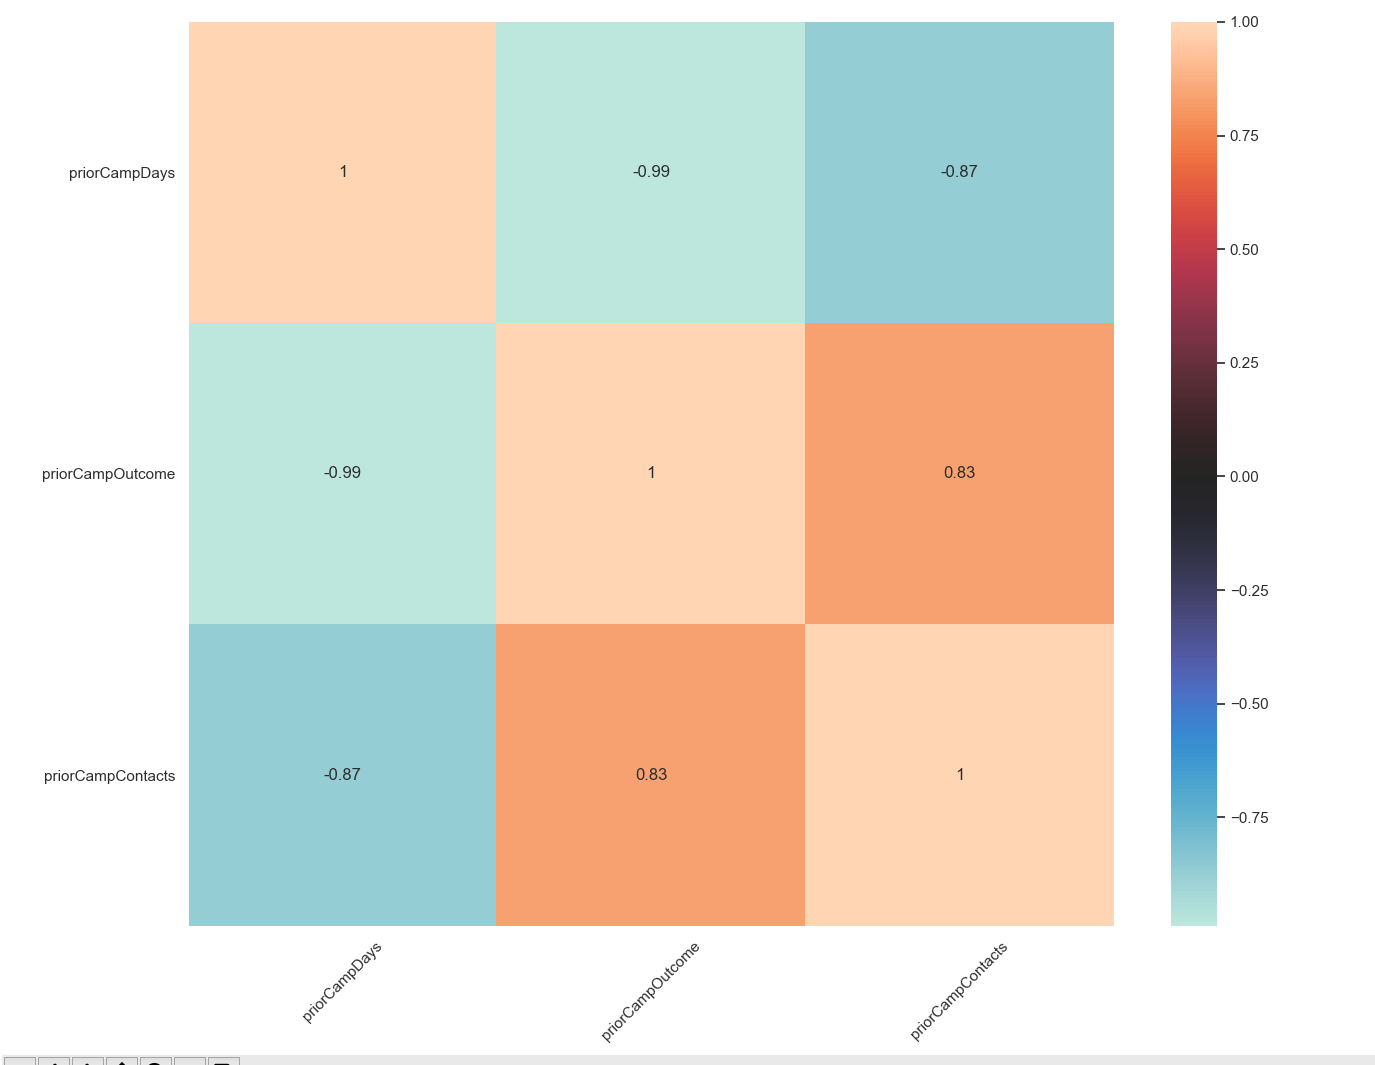 1.00
priorCampDays 1 -0.99 -0.87
0.75
0.50
0.25
priorCampOutcome -0.99 1 0.83
0.00
−0.25
−0.50
priorCampContacts -0.87 0.83 1
−0.75
priorCampDays
priorCampOutcome
priorCampContacts